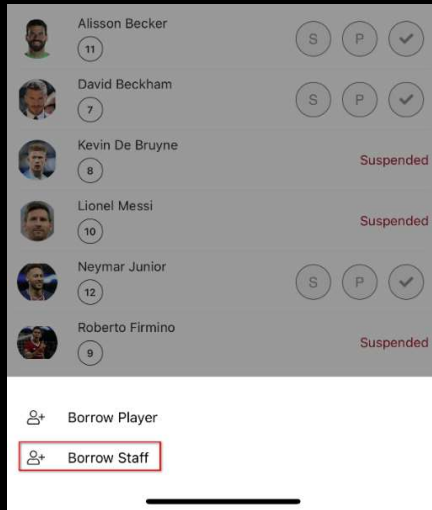 Alisson Becker
11
S P
David Beckham
7
S P
Kevin De Bruyne
8
Suspended
Lionel Messi
10
Suspended
Neymar Junior
12
S P
Roberto Firmino
9
Suspended
Borrow Player
Borrow Staff